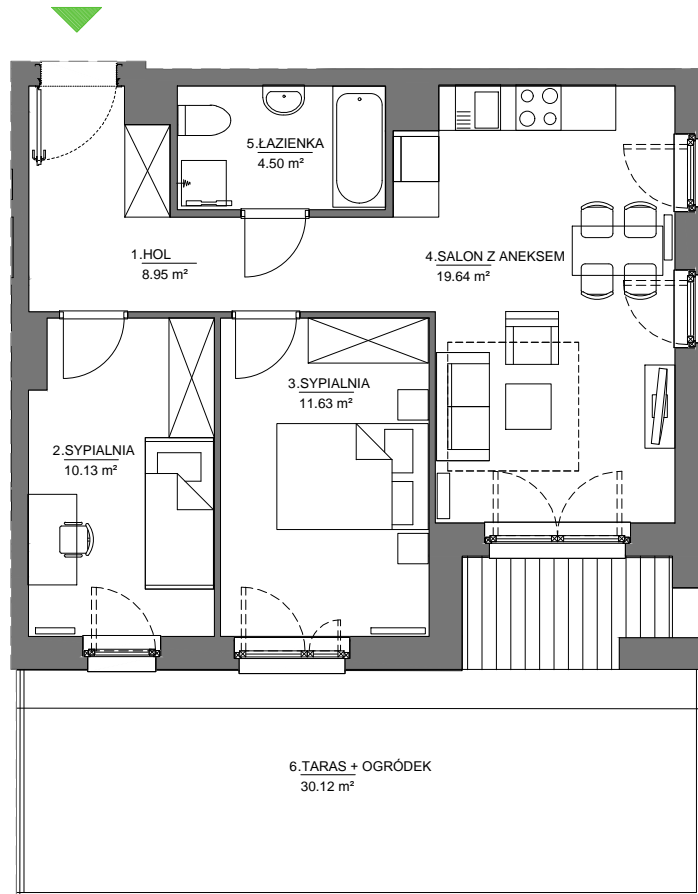 5.ŁAZIENKA
4.50 m²
1.HOL
8.95 m²
4.SALON Z ANEKSEM
19.64 m²
3.SYPIALNIA
11.63 m²
2.SYPIALNIA
10.13 m²
6.TARAS + OGRÓDEK
30.12 m²